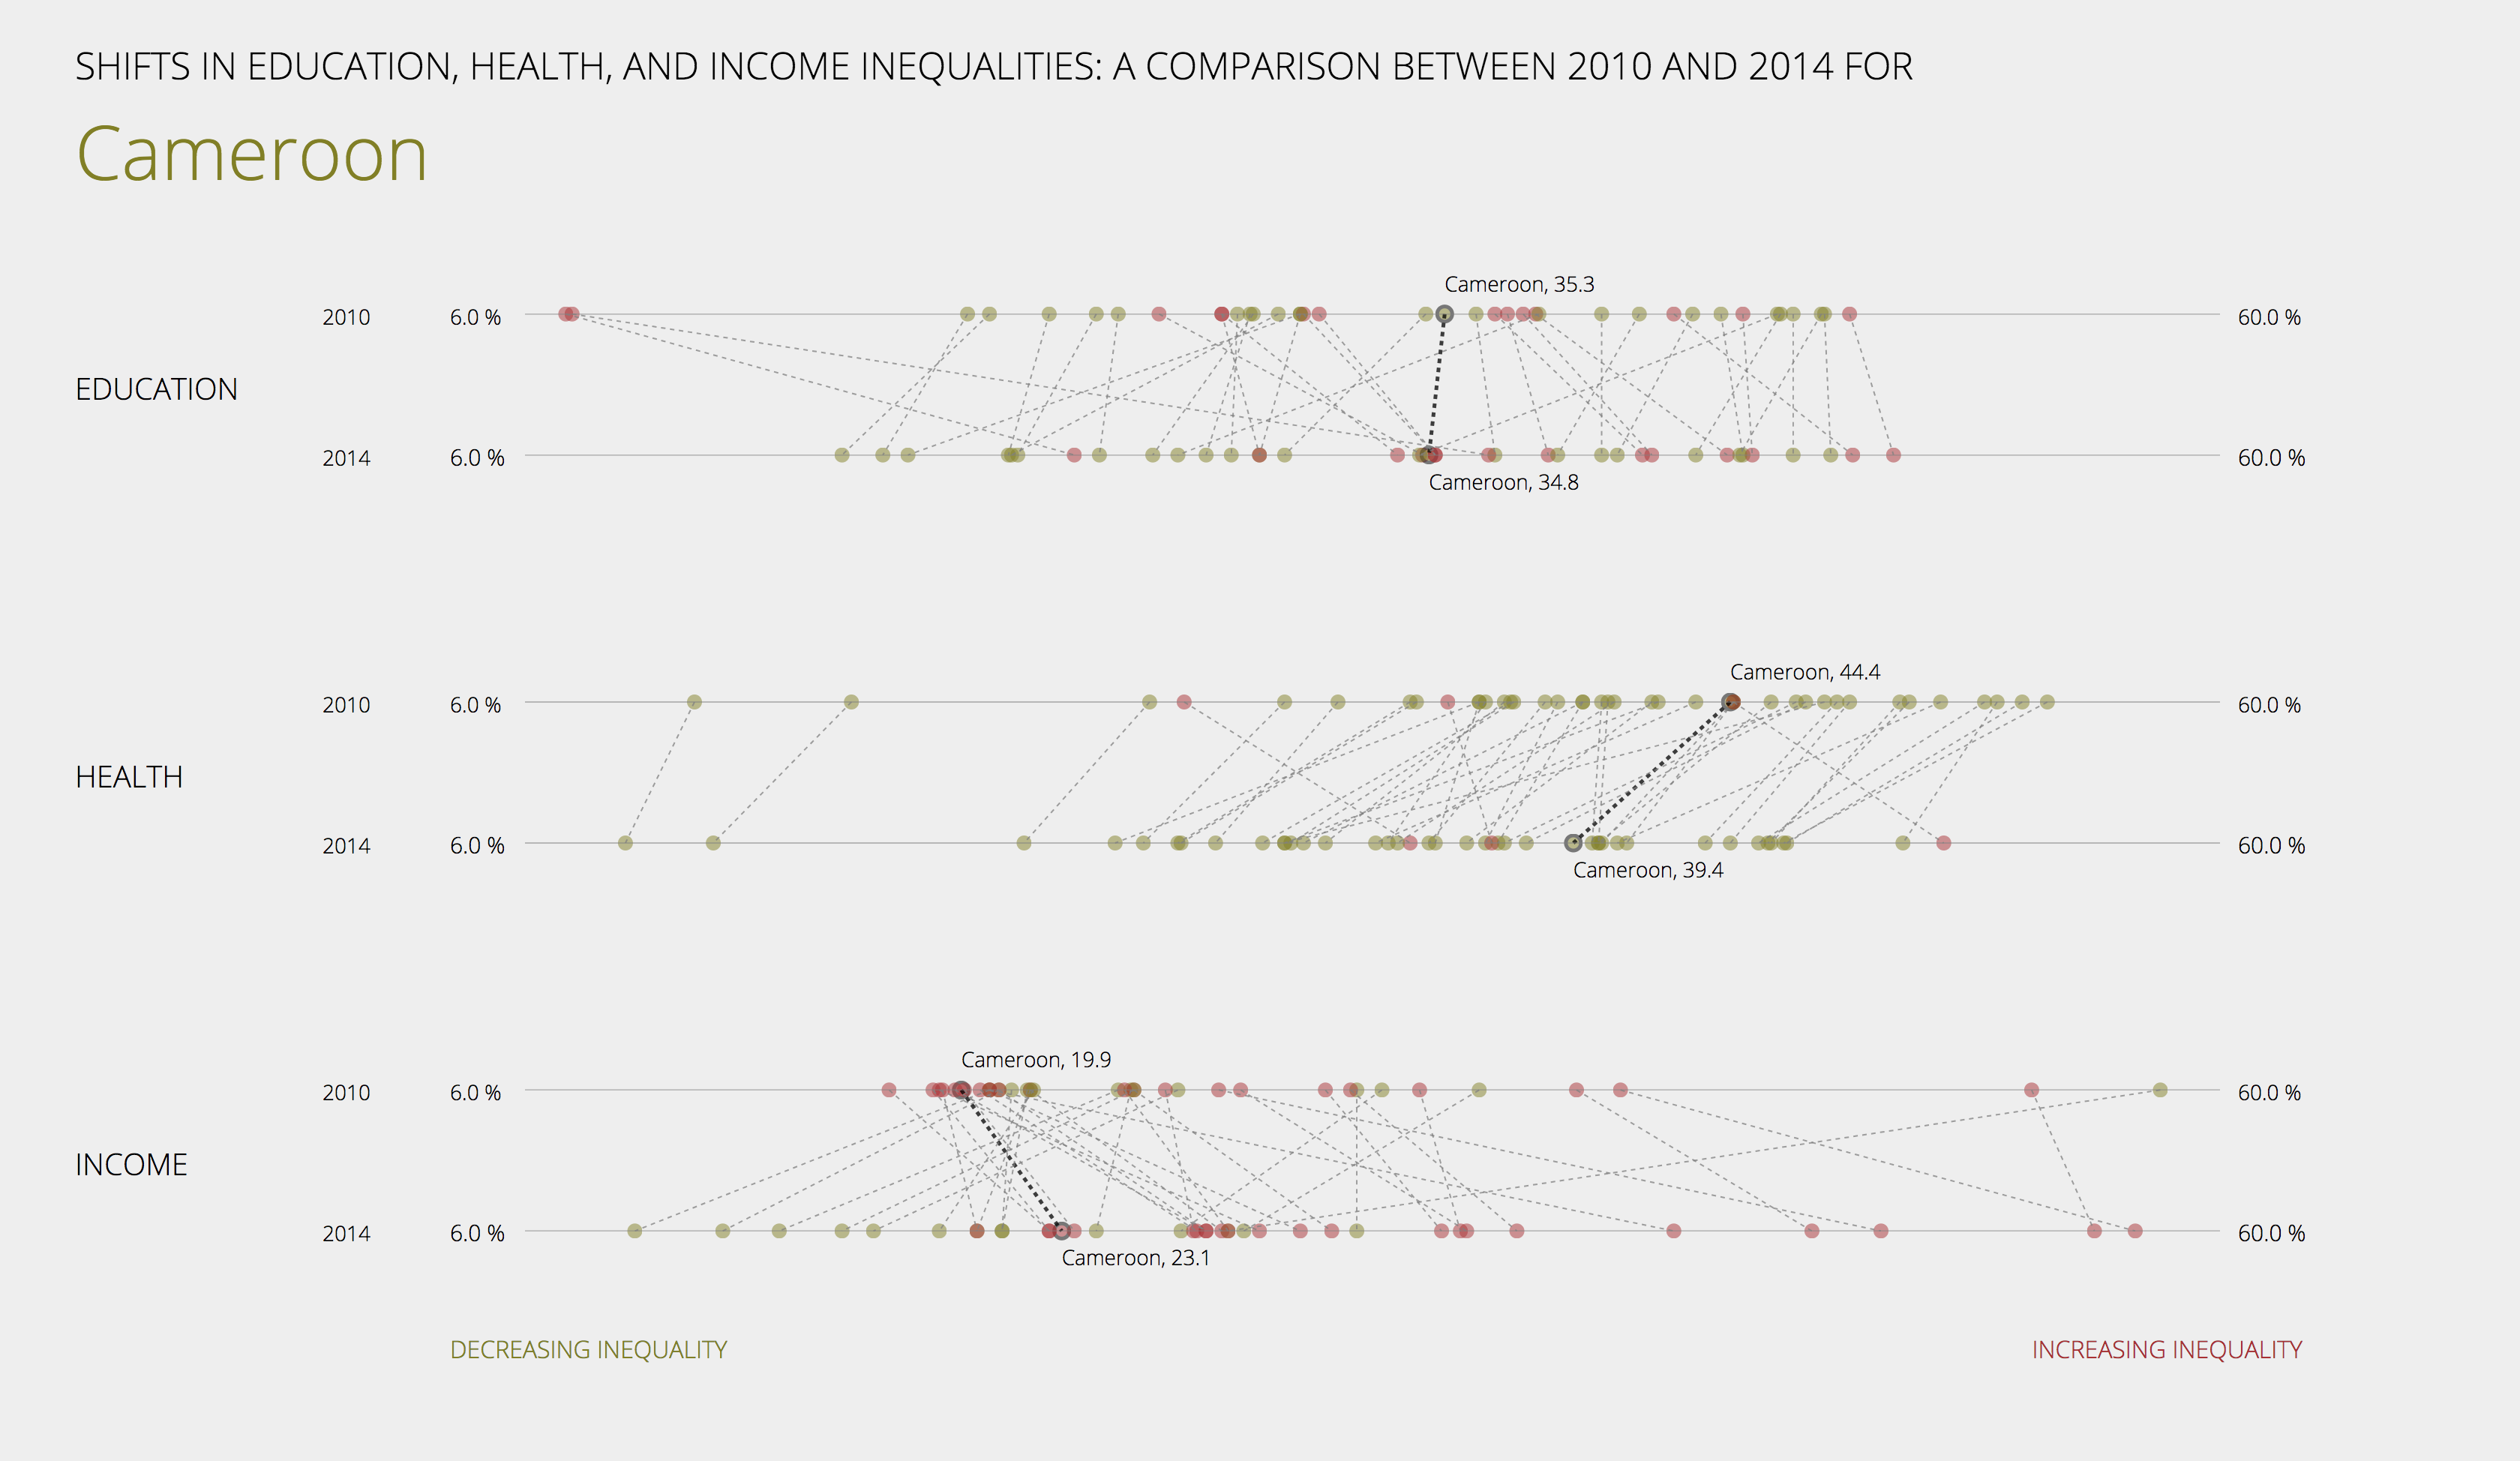 SHIFTS IN EDUCATION, HEALTH, AND INCOME INEQUALITIES: A COMPARISON BETWEEN 2010 AND 2014 FOR
Cameroon
Cameroon, 35.3
2010 6.0 % 60.0 %
EDUCATION
2014 6.0 % 60.0 %
Cameroon, 34.8
Cameroon, 44.4
2010 6.0 % 60.0 %
HEALTH
2014 6.0 % 60.0 %
Cameroon, 39.4
Cameroon, 19.9
2010 6.0 % 60.0 %
INCOME
2014 6.0 % 60.0 %
Cameroon, 23.1
DECREASING INEQUALITY INCREASING INEQUALITY